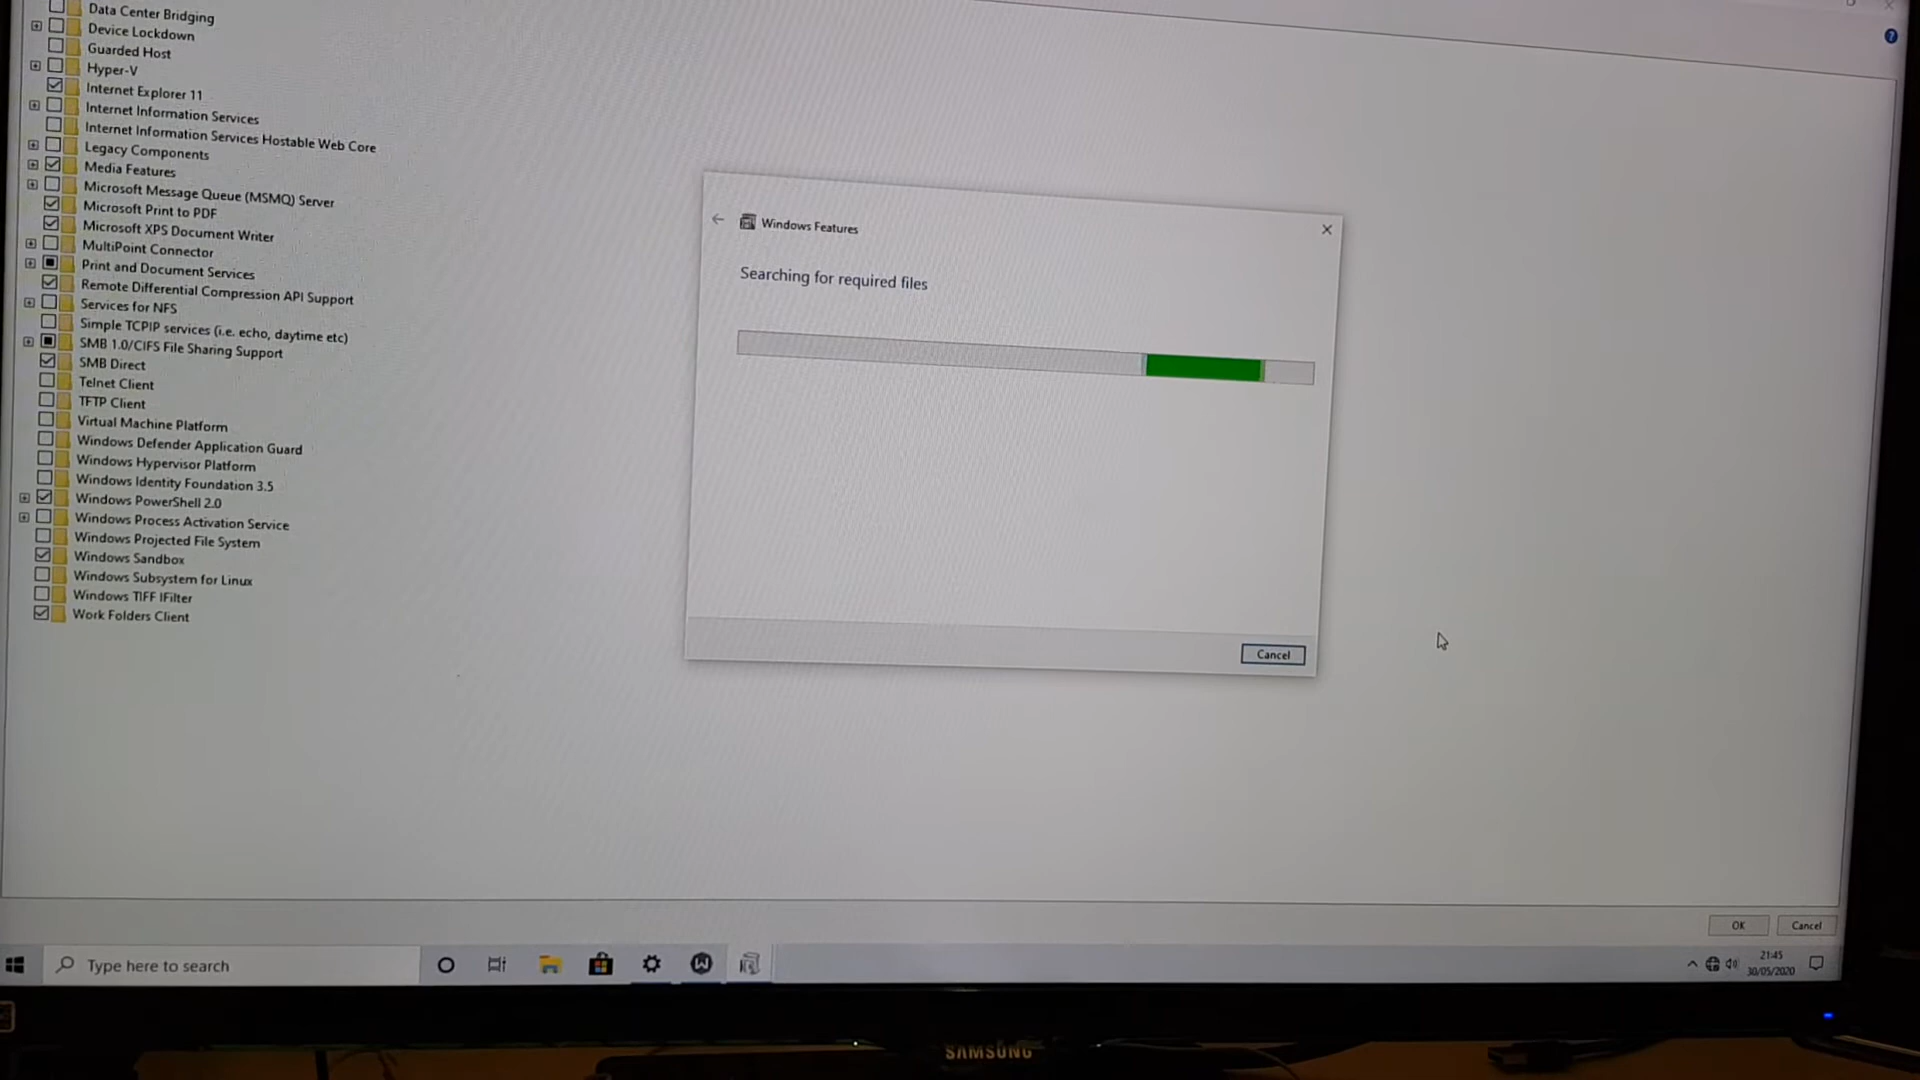 Data Center Bridging
Device Lockdown
Guarded Host
Hyper-V
Internet Explorer 11
Internet Information Services
Internet Information Services Hostable Web Core
Legacy Components
Media Features
Microsoft Message Queue (MSMQ) Server
Microsoft Print to PDF
Microsoft XPS Document Writer
MultiPoint Connector
Print and Document Services
Remote Differential Compression API Support
Services for NFS
Simple TCPIP services (i.e. echo, daytime etc)
SMB 1.0/CIFS File Sharing Support
SMB Direct
Telnet Client
TFTP Client
Virtual Machine Platform
Windows Defender Application Guard
Windows Hypervisor Platform
Windows Identity Foundation 3.5
Windows PowerShell 2.0
Windows Process Activation Service
Windows Projected File System
Windows Sandbox
Windows Subsystem for Linux
Windows TIFF IFilter
Work Folders Client
Windows Features
Searching for required files
Cancel
OK
Cancel
Type here to search
21:45
30/05/2020
SAMSUNG